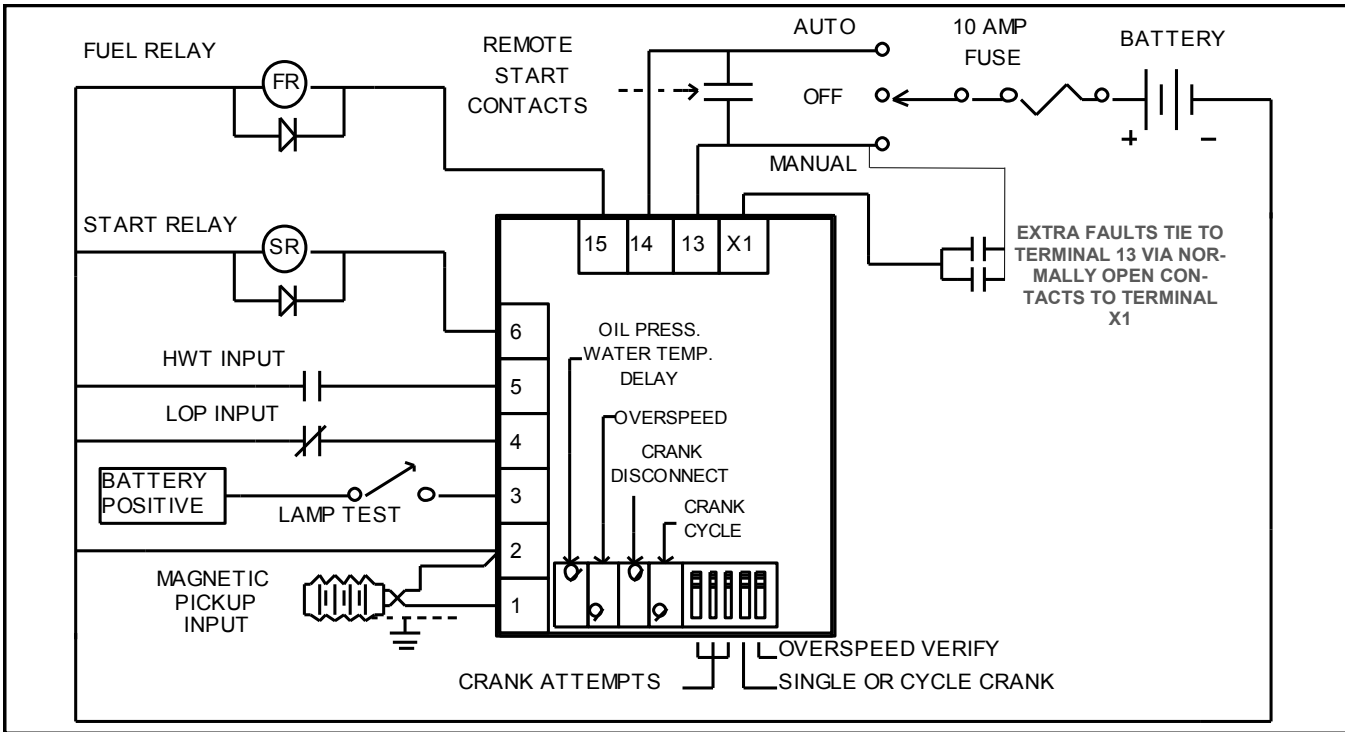 FUEL RELAY
FR
REMOTE
START
CONTACTS
AUTO
OFF
MANUAL
10 AMP
FUSE
BATTERY
+ −
START RELAY
SR
15 14 13 X1
EXTRA FAULTS TIE TO
TERMINAL 13 VIA NOR-
MALLY OPEN CON-
TACTS TO TERMINAL
X1
6
5
4
3
2
1
HWT INPUT
LOP INPUT
BATTERY
POSITIVE
LAMP TEST
MAGNETIC
PICKUP
INPUT
OIL PRESS.
WATER TEMP.
DELAY
OVERSPEED
CRANK
DISCONNECT
CRANK
CYCLE
OVERSPEED VERIFY
CRANK ATTEMPTS
SINGLE OR CYCLE CRANK